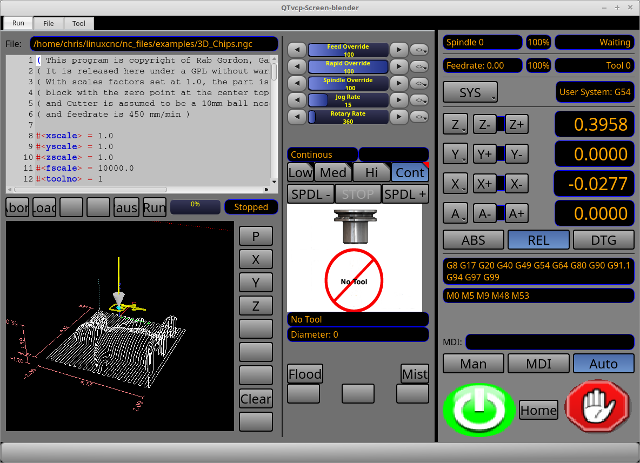 QTvcp-Screen-blender
Run File Tool
File: /home/chris/linuxcnc/nc_files/examples/3D_Chips.ngc
1 ( This program is copyright of Rab Gordon, Ga
2 ( It is released here under a GPL without war
3 ( With scales factors set at 1.0, the part is
4 ( block with the zero point at the center top
5 ( and Cutter is assumed to be a 10mm ball nos
6 ( and feedrate is 450 mm/min )
7
8 #<xscale> = 1.0
9 #<yscale> = 1.0
10 #<zscale> = 1.0
11 #<fscale> = 10000.0
12 #<toolno> = 1
Abor Load aus Run 0% Stopped
P
X
Y
Z
Clear
Feed Override
100
Rapid Override
100
Spindle Override
100
Jog Rate
15
Rotary Rate
360
Continous
Low Med Hi Cont
SPDL - STOP SPDL +
No Tool
No Tool
Diameter: 0
Flood Mist
Spindle 0 100% Waiting
Feedrate: 0.00 100% Tool 0
SYS User System: G54
Z Z- Z+ 0.3958
Y Y+ Y- 0.0000
X X+ X- -0.0277
A A- A+ 0.0000
ABS REL DTG
G8 G17 G20 G40 G49 G54 G64 G80 G90 G91.1
G94 G97 G99
M0 M5 M9 M48 M53
MDI:
Man MDI Auto
Home